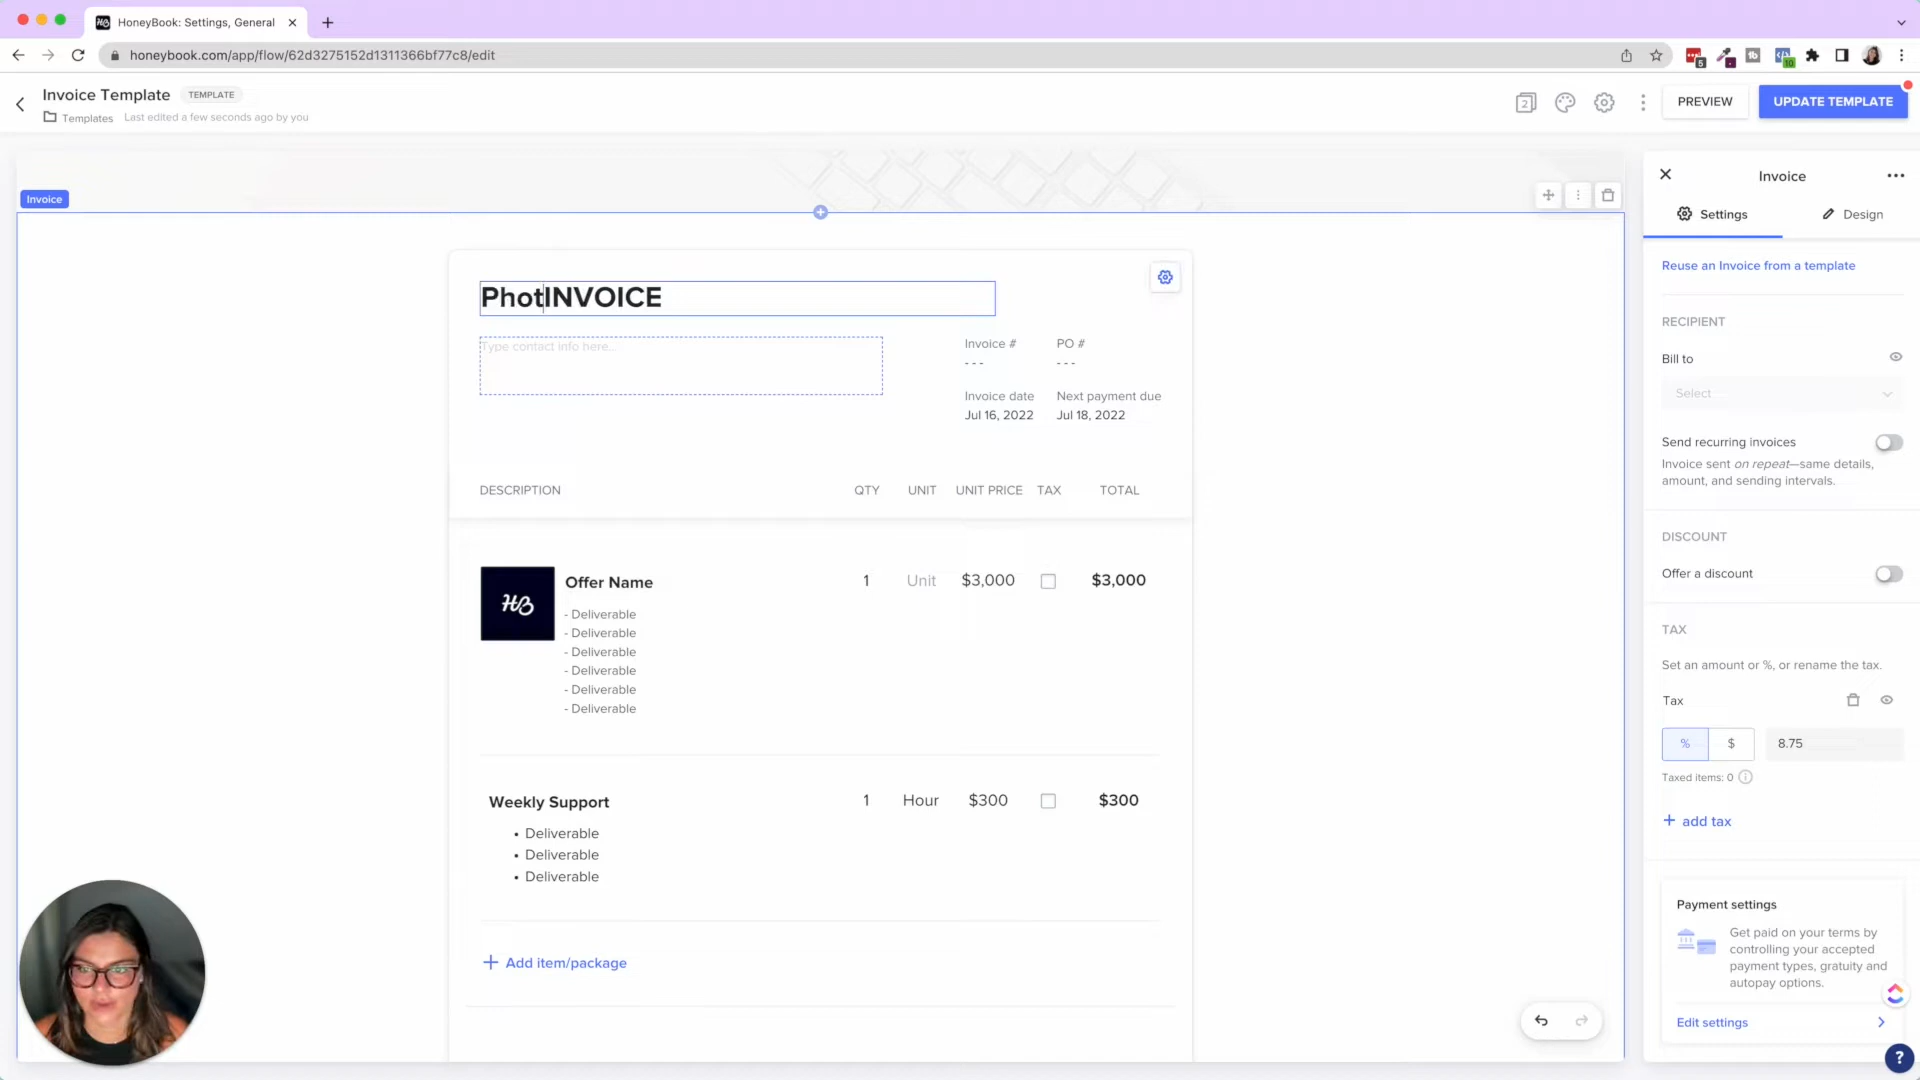 HoneyBook: Settings, General
honeybook.com/app/flow/62d3275152d1311366bf77c8/edit
5
10
Invoice Template
TEMPLATE
Templates
Last edited a few seconds ago by you
2
PREVIEW
UPDATE TEMPLATE
Invoice
PhotINVOICE
Type contact info here...
Invoice #
PO #
- - -
- - -
Invoice date
Next payment due
Jul 16, 2022
Jul 18, 2022
DESCRIPTION
QTY
UNIT
UNIT PRICE
TAX
TOTAL
HB
Offer Name
1
Unit
$3,000
$3,000
- Deliverable
- Deliverable
- Deliverable
- Deliverable
- Deliverable
- Deliverable
Weekly Support
1
Hour
$300
$300
• Deliverable
• Deliverable
• Deliverable
+ Add item/package
Invoice
Settings
Design
Reuse an Invoice from a template
RECIPIENT
Bill to
Select
Send recurring invoices
Invoice sent on repeat—same details,
amount, and sending intervals.
DISCOUNT
Offer a discount
TAX
Set an amount or %, or rename the tax.
Tax
%
$
8.75
Taxed items: 0
+ add tax
Payment settings
Get paid on your terms by
controlling your accepted
payment types, gratuity and
autopay options.
Edit settings
?